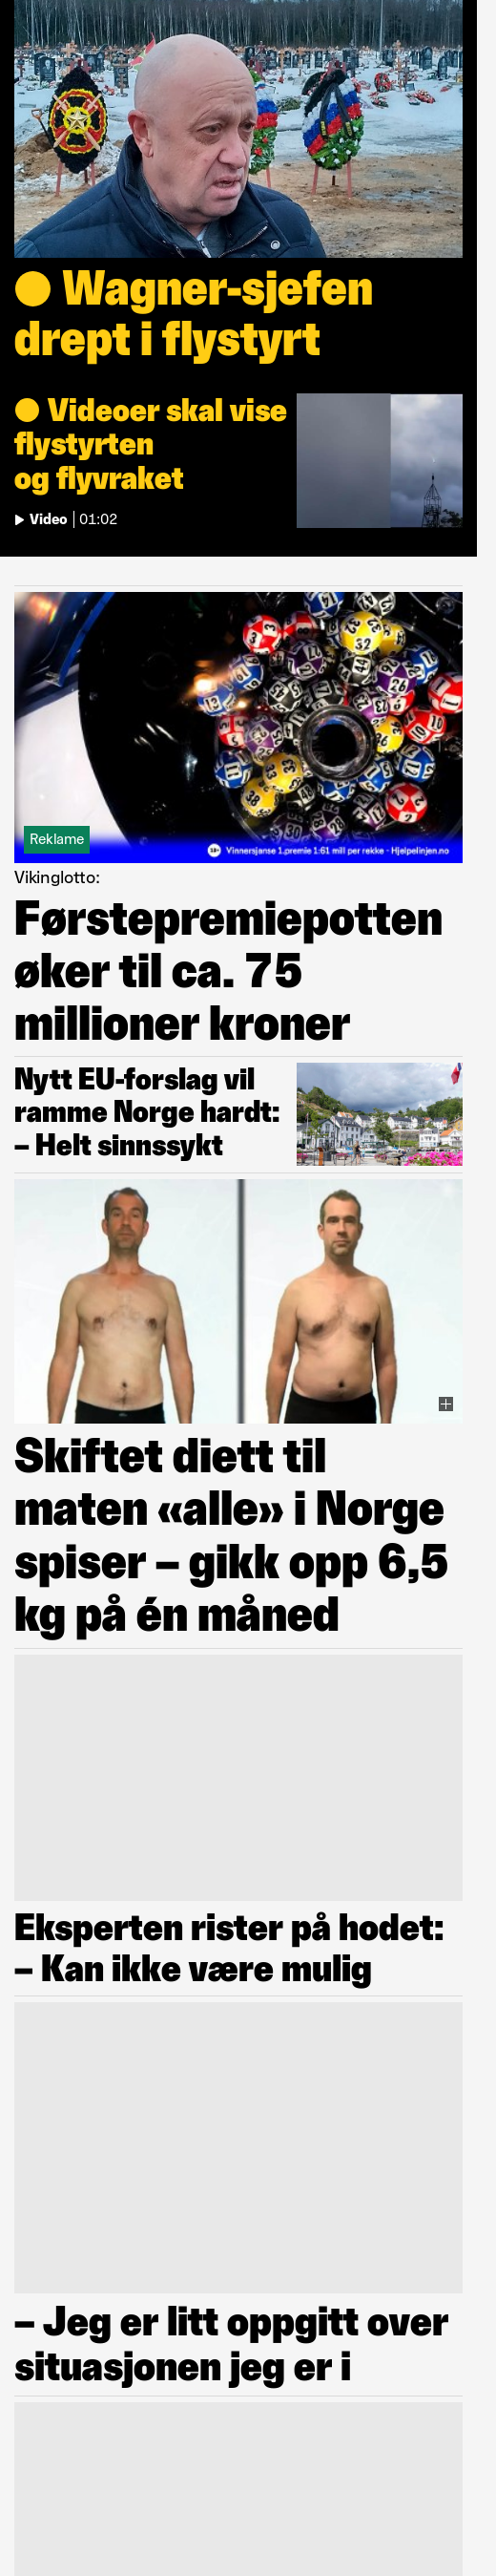 Wagner-sjefen
drept i flystyrt
Videoer skal vise
flystyrten
og flyvraket
Video | 01:02
Reklame
18+ Vinnersjanse 1.premie 1:61 mill per rekke - Hjelpelinjen.no
Vikinglotto:
Førstepremiepotten
øker til ca. 75
millioner kroner
Nytt EU-forslag vil
ramme Norge hardt:
– Helt sinnssykt
Skiftet diett til
maten «alle» i Norge
spiser – gikk opp 6,5
kg på én måned
Eksperten rister på hodet:
– Kan ikke være mulig
– Jeg er litt oppgitt over
situasjonen jeg er i